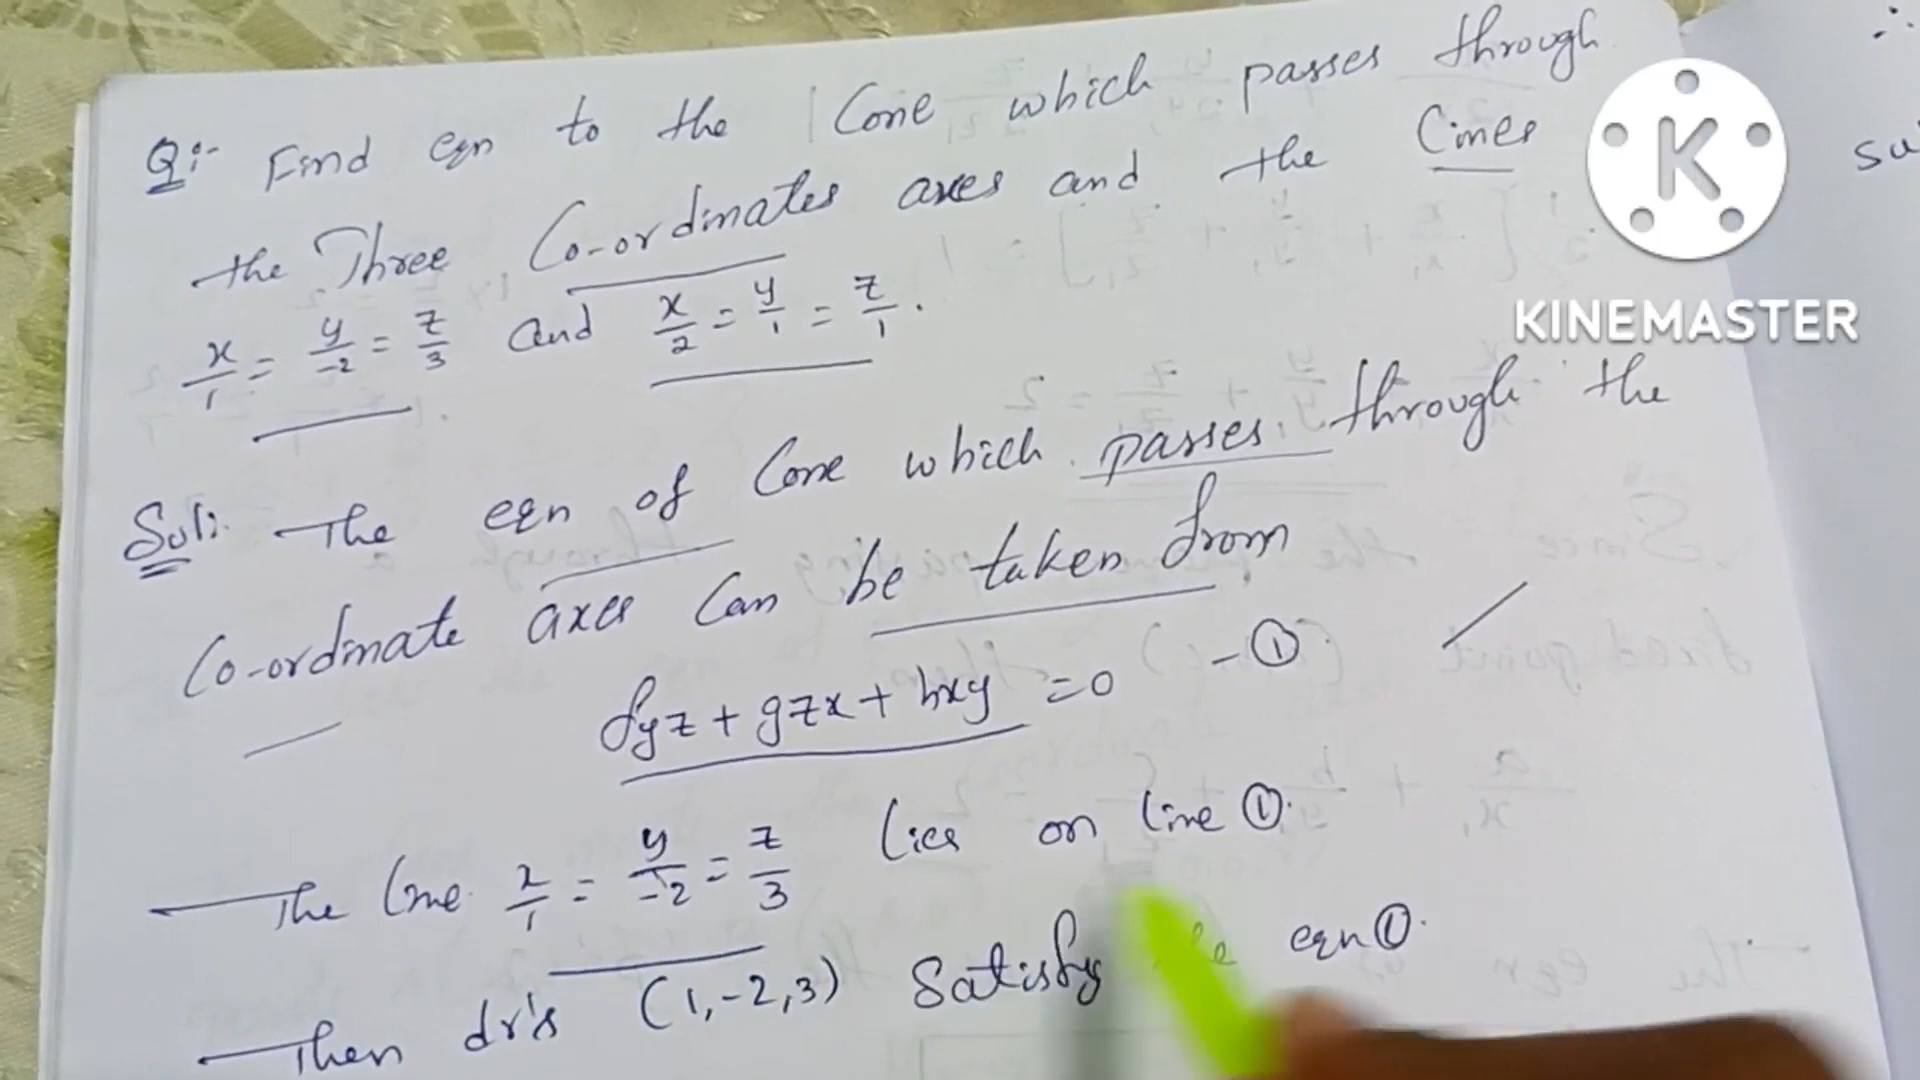 Q:- Find eqn to the Cone which passes through
the Three Co-ordinates axes and the lines
x/1 = y/-2 = z/3 and x/2 = y/1 = z/1.
Sol: The eqn of Cone which passes through the
Co-ordinate axes can be taken from
fyz + gzx + hxy = 0 - ①
The line x/1 = y/-2 = z/3 lies on line ①.
Then dr's (1, -2, 3) Satisfy eqn ①.
KINEMASTER